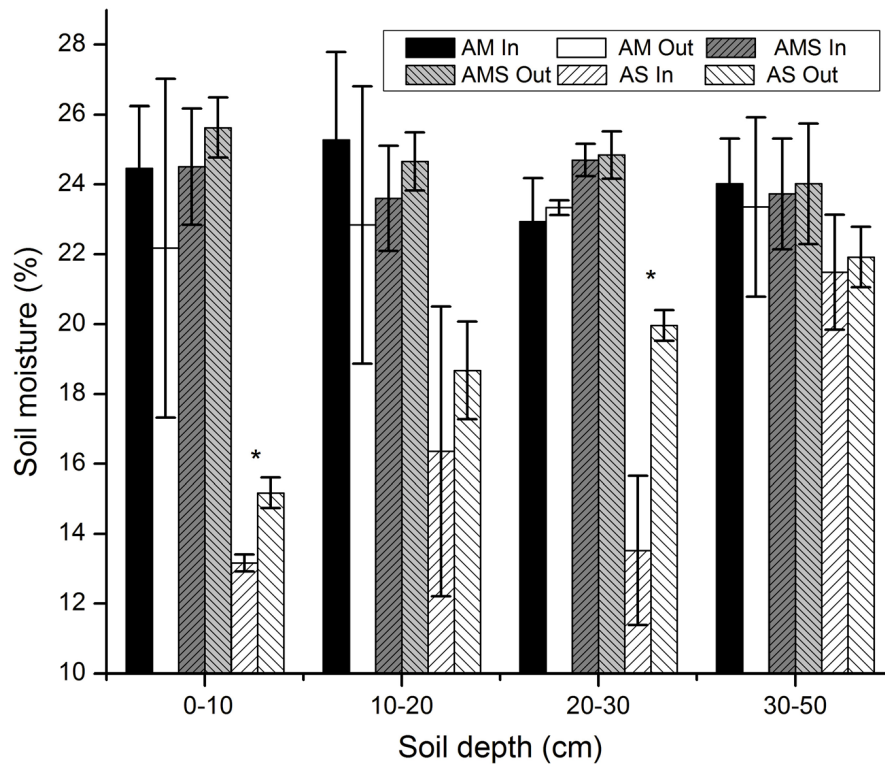 28
26
24
22
20
18
16
14
12
10
Soil moisture (%)
AM In AM Out AMS In
AMS Out AS In AS Out
*
*
0-10 10-20 20-30 30-50
Soil depth (cm)